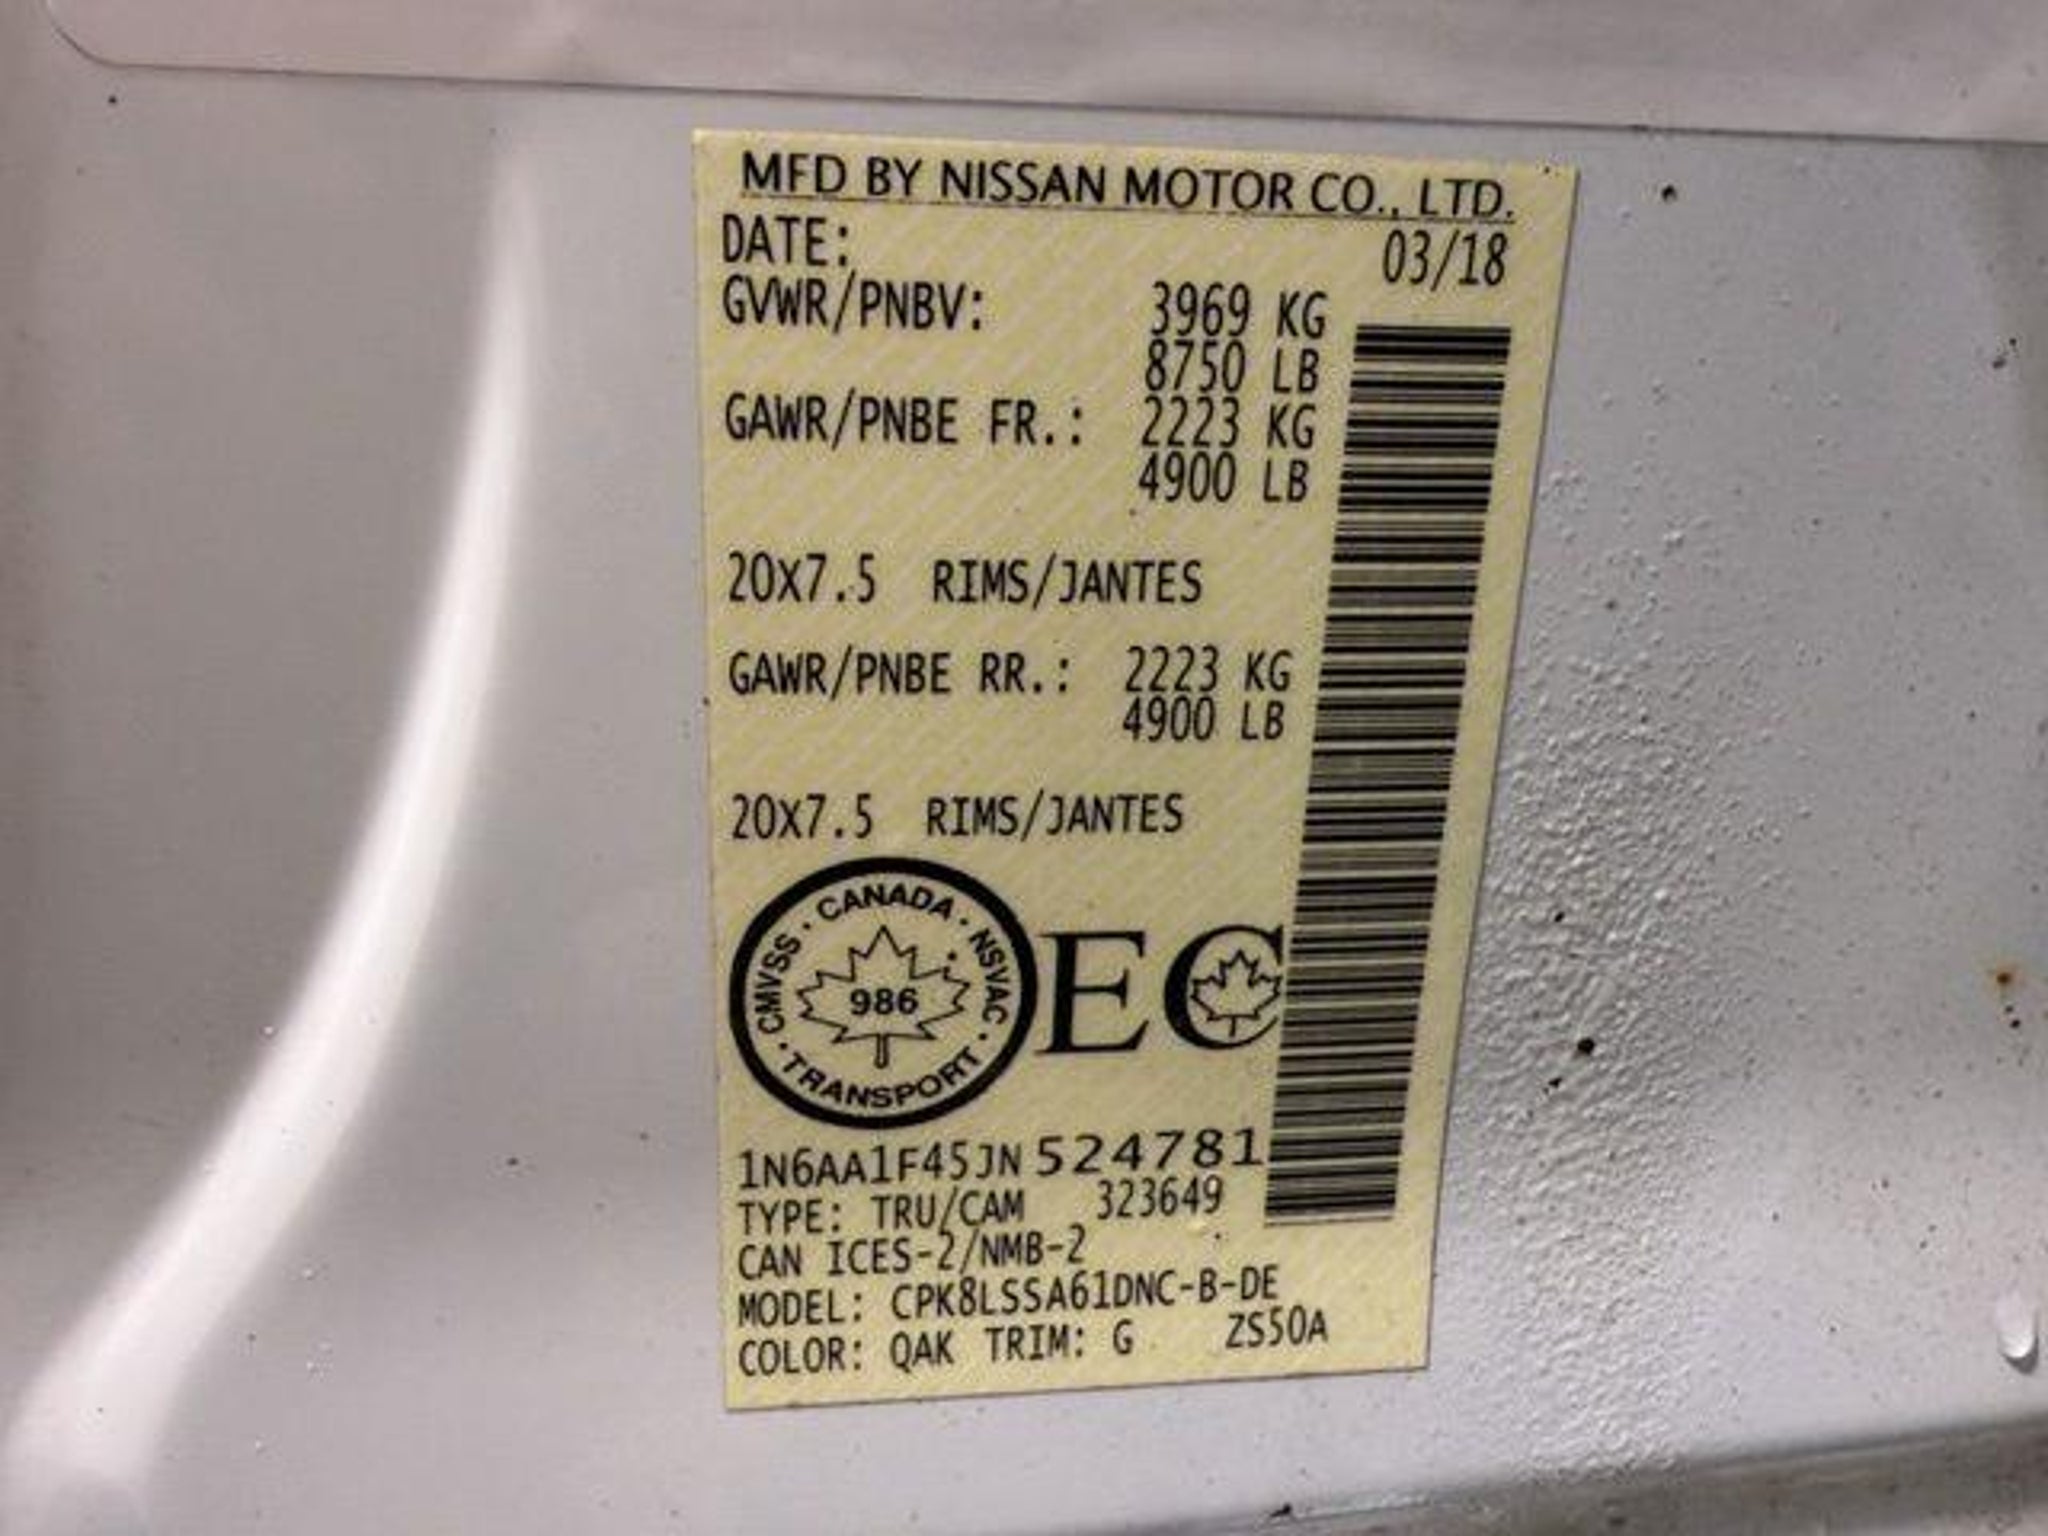 MFD BY NISSAN MOTOR CO., LTD.
DATE: 03/18
GVWR/PNBV: 3969 KG
8750 LB
GAWR/PNBE FR.: 2223 KG
4900 LB
20X7.5 RIMS/JANTES
GAWR/PNBE RR.: 2223 KG
4900 LB
20X7.5 RIMS/JANTES
CMVSS · CANADA · NSVAC · TRANSPORT
986
EC
1N6AA1F45JN524781
TYPE: TRU/CAM 323649
CAN ICES-2/NMB-2
MODEL: CPK8LSSA61DNC-B-DE
COLOR: QAK TRIM: G ZS50A